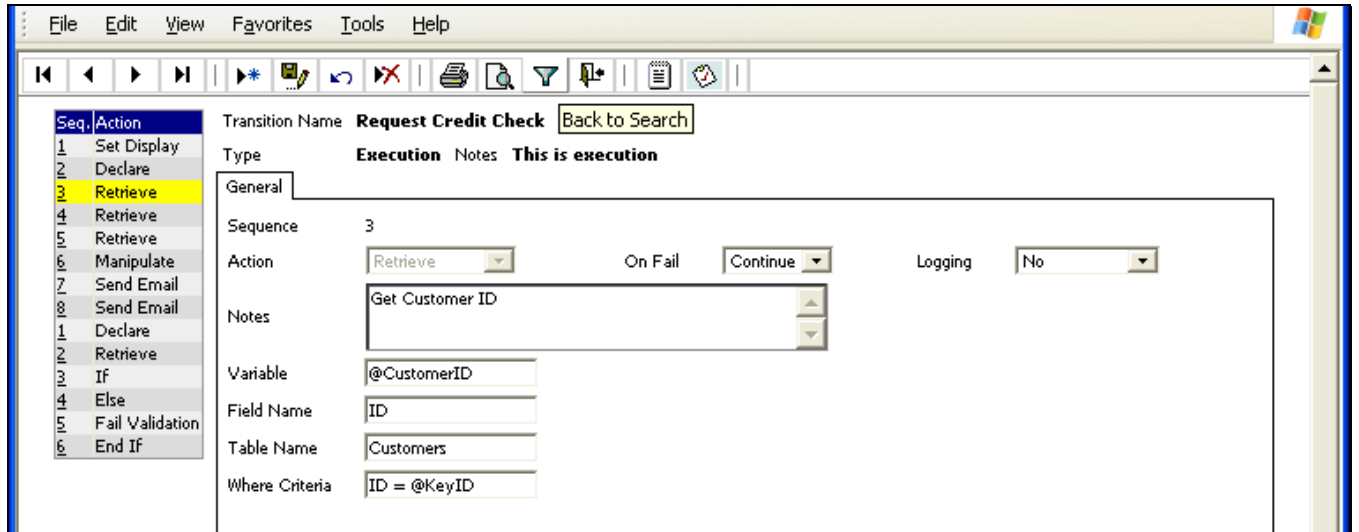 File Edit View Favorites Tools Help
Seq. Action
1 Set Display
2 Declare
3 Retrieve
4 Retrieve
5 Retrieve
6 Manipulate
7 Send Email
8 Send Email
1 Declare
2 Retrieve
3 If
4 Else
5 Fail Validation
6 End If
Transition Name Request Credit Check Back to Search
Type Execution Notes This is execution
General
Sequence 3
Action Retrieve On Fail Continue Logging No
Notes Get Customer ID
Variable @CustomerID
Field Name ID
Table Name Customers
Where Criteria ID = @KeyID